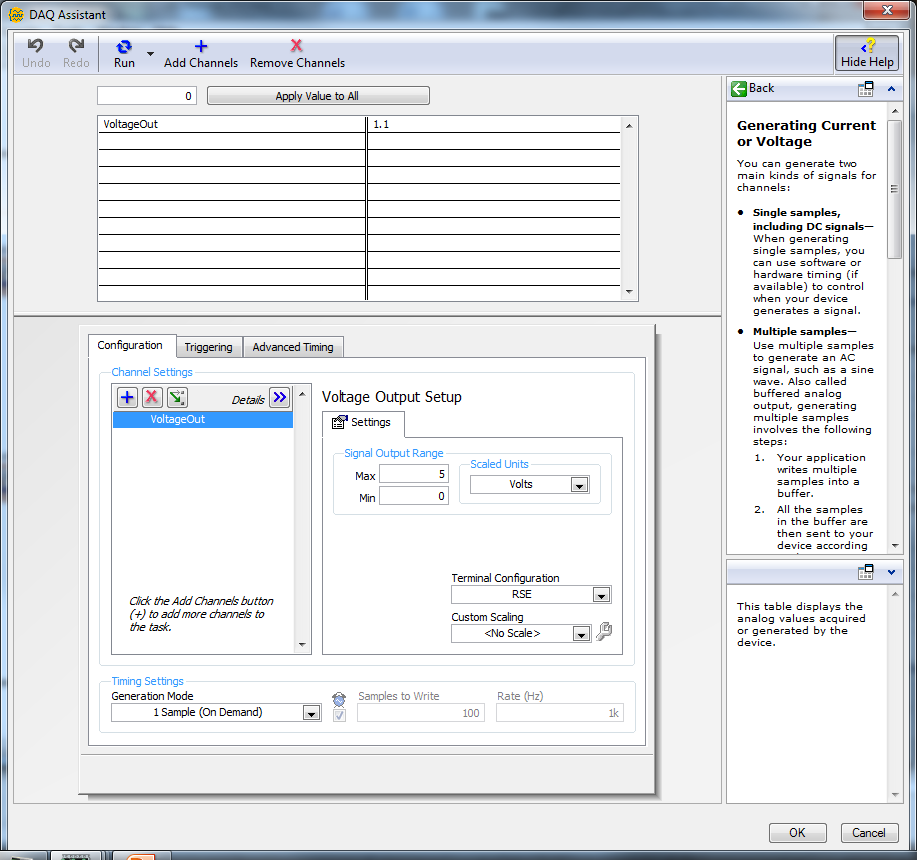 DAQ Assistant
Undo Redo Run Add Channels Remove Channels Hide Help
0 Apply Value to All
VoltageOut 1.1
Configuration Triggering Advanced Timing
Channel Settings
Details
VoltageOut
Click the Add Channels button
(+) to add more channels to
the task.
Voltage Output Setup
Settings
Signal Output Range
Max 5
Min 0
Scaled Units
Volts
Terminal Configuration
RSE
Custom Scaling
<No Scale>
Timing Settings
Generation Mode
1 Sample (On Demand)
Samples to Write
100
Rate (Hz)
1k
Back
Generating Current
or Voltage
You can generate two
main kinds of signals for
channels:
• Single samples,
including DC signals—
When generating
single samples, you
can use software or
hardware timing (if
available) to control
when your device
generates a signal.
• Multiple samples—
Use multiple samples
to generate an AC
signal, such as a sine
wave. Also called
buffered analog
output, generating
multiple samples
involves the following
steps:
1. Your application
writes multiple
samples into a
buffer.
2. All the samples
in the buffer are
then sent to your
device according
This table displays the
analog values acquired
or generated by the
device.
OK Cancel